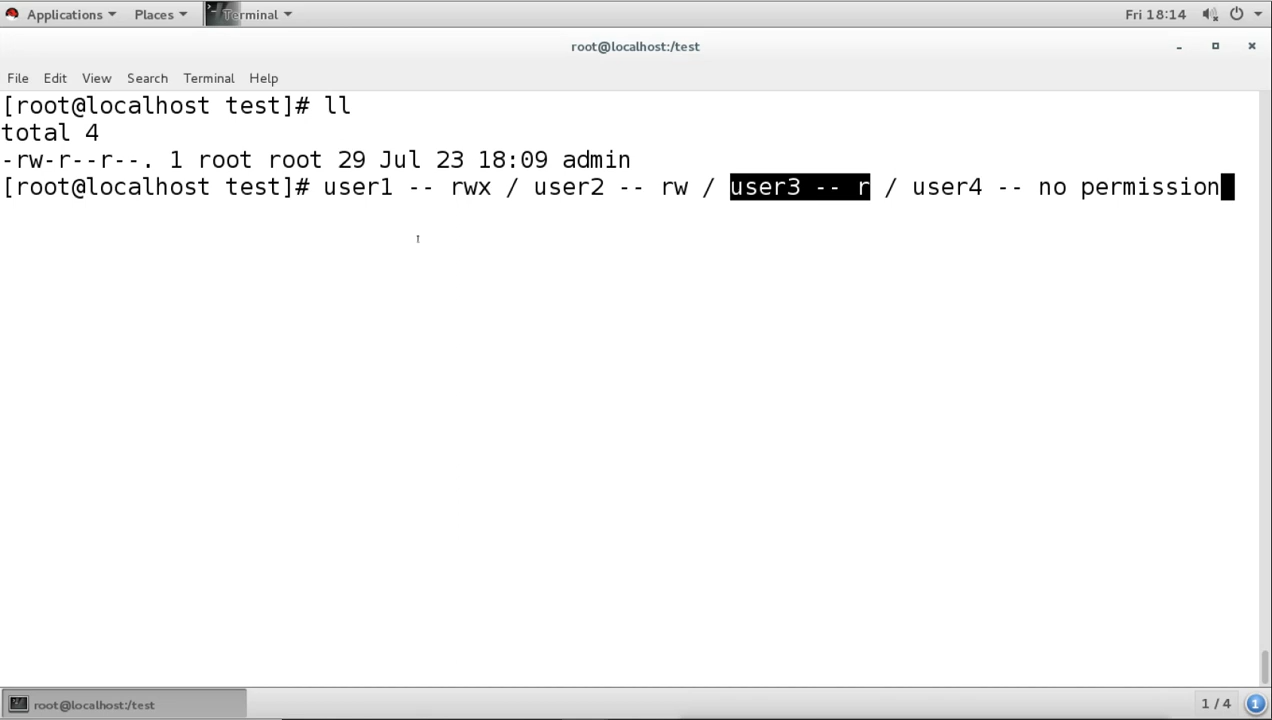 Applications Places Terminal Fri 18:14
root@localhost:/test
File Edit View Search Terminal Help
[root@localhost test]# ll
total 4
-rw-r--r--. 1 root root 29 Jul 23 18:09 admin
[root@localhost test]# user1 -- rwx / user2 -- rw / user3 -- r / user4 -- no permission
root@localhost:/test 1 / 4 1